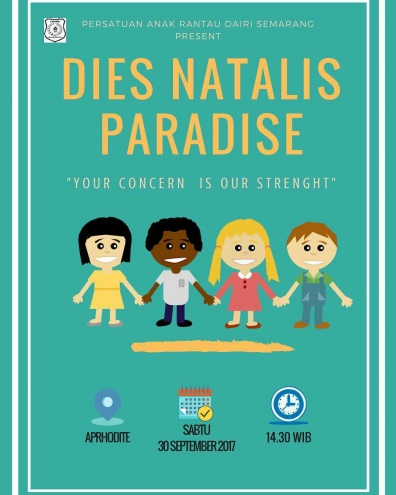 PERSATUAN ANAK RANTAU DAIRI SEMARANG
PRESENT
DIES NATALIS
PARADISE
"YOUR CONCERN IS OUR STRENGHT"
APRHODITE
SABTU
30 SEPTEMBER 2017
14.30 WIB